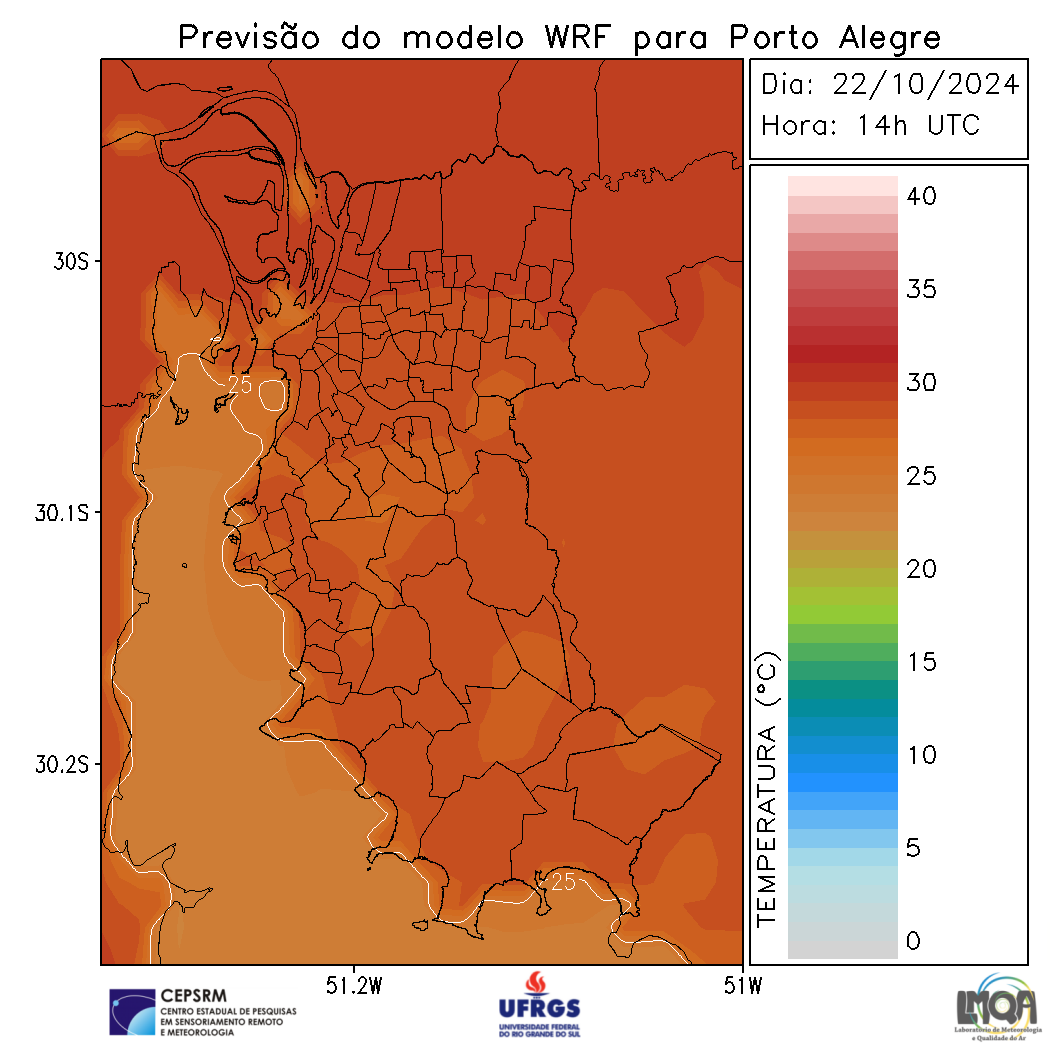 Previsão do modelo WRF para Porto Alegre
Dia: 22/10/2024
Hora: 14h UTC
40
35
30
25
20
15
10
5
0
TEMPERATURA (°C)
30S
30.1S
30.2S
25
25
51.2W
51W
CEPSRM
CENTRO ESTADUAL DE PESQUISAS
EM SENSORIAMENTO REMOTO
E METEOROLOGIA
UFRGS
UNIVERSIDADE FEDERAL
DO RIO GRANDE DO SUL
LMQA
Laboratório de Meteorologia
e Qualidade do Ar